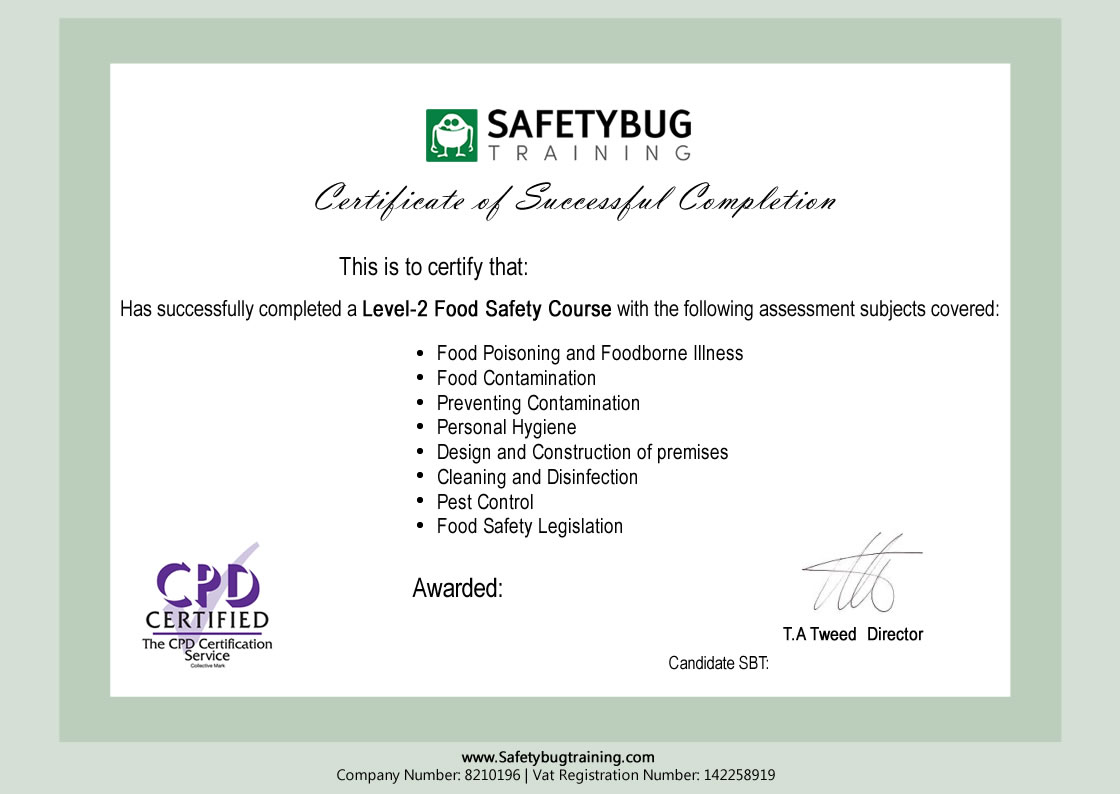 SAFETYBUG
TRAINING
Certificate of Successful Completion
This is to certify that:
Has successfully completed a Level-2 Food Safety Course with the following assessment subjects covered:
• Food Poisoning and Foodborne Illness
• Food Contamination
• Preventing Contamination
• Personal Hygiene
• Design and Construction of premises
• Cleaning and Disinfection
• Pest Control
• Food Safety Legislation
CPD
CERTIFIED
The CPD Certification
Service
Collective Mark
Awarded:
T.A Tweed Director
Candidate SBT:
www.Safetybugtraining.com
Company Number: 8210196 | Vat Registration Number: 142258919